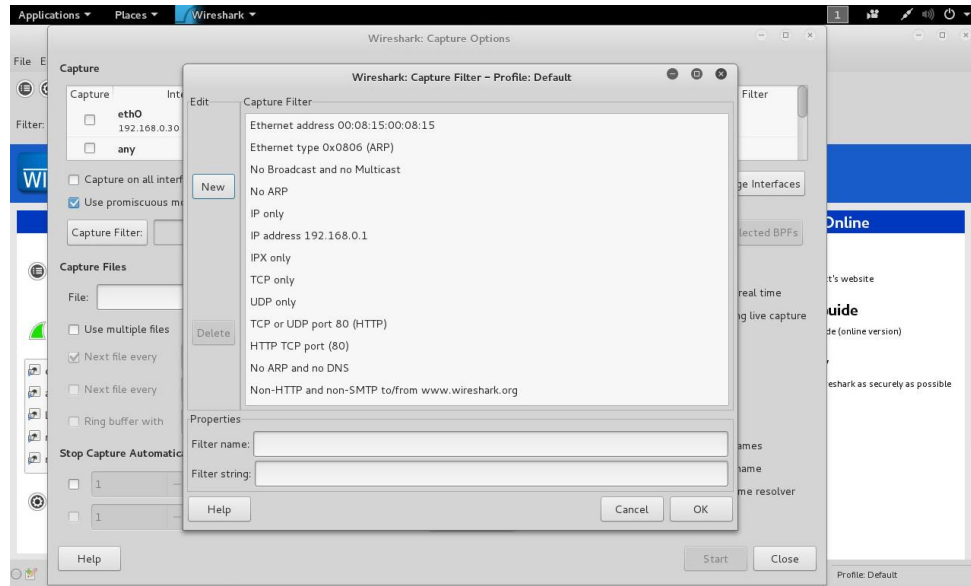 Applications Places Wireshark 1
Wireshark: Capture Options
File E
Capture
Wireshark: Capture Filter – Profile: Default
Capture Int Filter
Edit Capture Filter
eth0
192.168.0.30
Filter:
any
Ethernet address 00:08:15:00:08:15
Ethernet type 0x0806 (ARP)
No Broadcast and no Multicast
No ARP
IP only
IP address 192.168.0.1
IPX only
TCP only
UDP only
TCP or UDP port 80 (HTTP)
HTTP TCP port (80)
No ARP and no DNS
Non-HTTP and non-SMTP to/from www.wireshark.org
New
Delete
WI
Capture on all interf
Use promiscuous mo
ge Interfaces
Capture Filter:
lected BPFs
Online
Capture Files
File:
Use multiple files
Next file every
Next file every
Ring buffer with
real time
ng live capture
t's website
uide
de (online version)
eshark as securely as possible
Properties
Filter name:
Filter string:
Stop Capture Automatic
1
1
ames
name
me resolver
Help Cancel OK
Help Start Close
Profile: Default